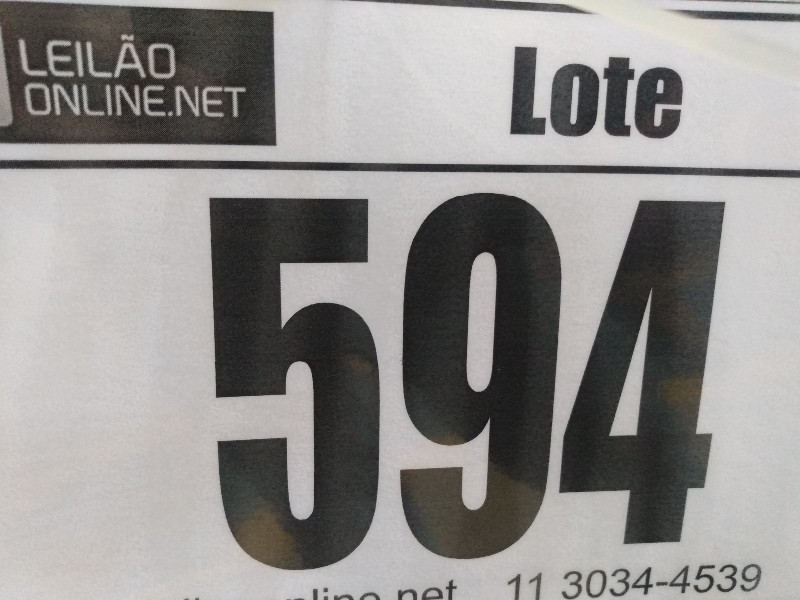 LEILÃO
ONLINE.NET
Lote
594
11 3034-4539